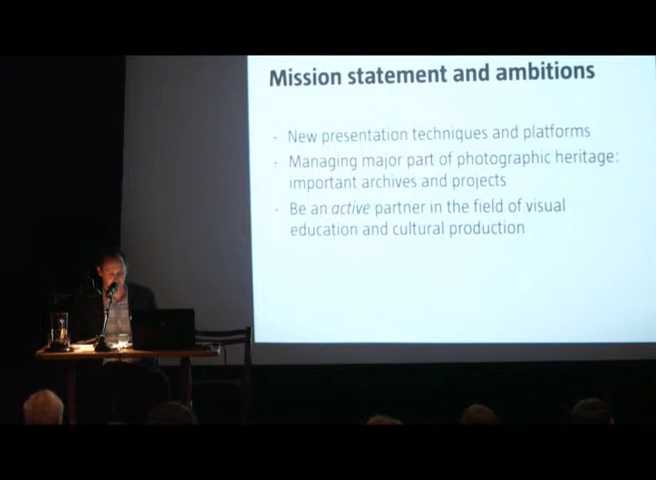 Mission statement and ambitions
- New presentation techniques and platforms
- Managing major part of photographic heritage:
important archives and projects
- Be an active partner in the field of visual
education and cultural production